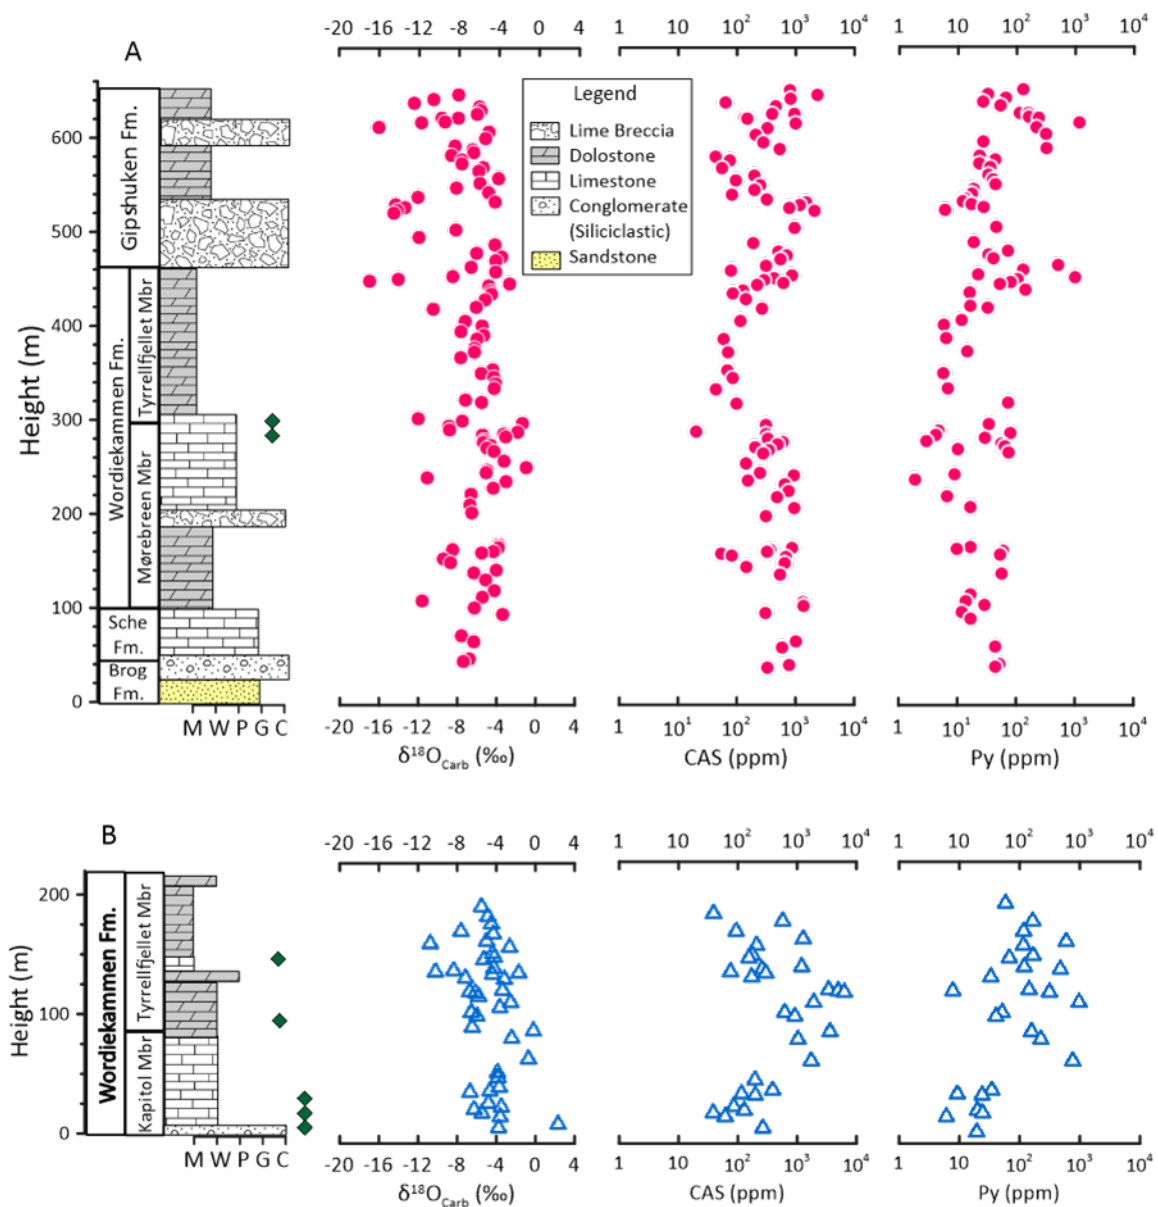 A
-20 -16 -12 -8 -4 0 4
1 10 10² 10³ 10⁴
1 10 10² 10³ 10⁴
Legend
Lime Breccia
Dolostone
Limestone
Conglomerate
(Siliciclastic)
Sandstone
Height (m)
600
500
400
300
200
100
0
Gipshuken Fm.
Wordiekammen Fm.
Tyrrellfjellet Mbr
Mørebreen Mbr
Sche
Fm.
Brog
Fm.
M W P G C
-20 -16 -12 -8 -4 0 4
δ¹⁸O_Carb (‰)
1 10¹ 10² 10³ 10⁴
CAS (ppm)
1 10¹ 10² 10³ 10⁴
Py (ppm)
B
-20 -16 -12 -8 -4 0 4
1 10 10² 10³ 10⁴
1 10 10² 10³ 10⁴
Height (m)
200
100
0
Wordiekammen Fm.
Tyrrellfjellet Mbr
Kapitol Mbr
M W P G C
-20 -16 -12 -8 -4 0 4
δ¹⁸O_Carb (‰)
1 10 10² 10³ 10⁴
CAS (ppm)
1 10 10² 10³ 10⁴
Py (ppm)